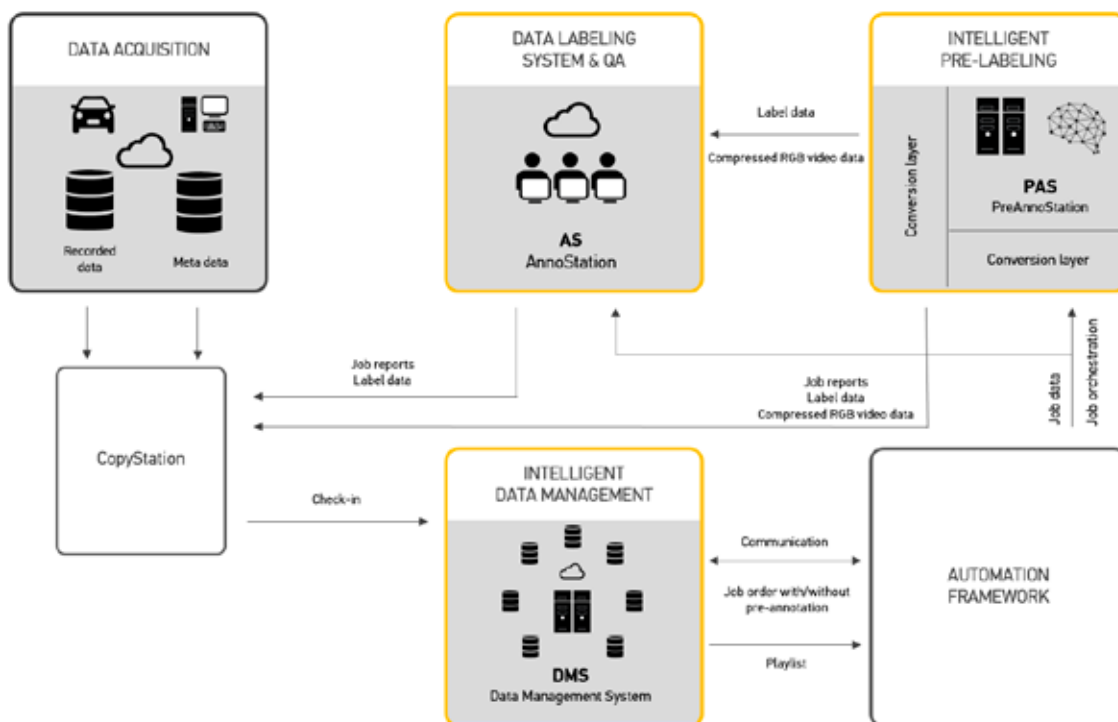 DATA ACQUISITION
Recorded
data
Meta data
DATA LABELING
SYSTEM & QA
AS
AnnoStation
Label data
Compressed RGB video data
INTELLIGENT
PRE-LABELING
Conversion layer
PAS
PreAnnoStation
Conversion layer
Job reports
Label data
Job reports
Label data
Compressed RGB video data
Job data
Job orchestration
CopyStation
Check-in
INTELLIGENT
DATA MANAGEMENT
DMS
Data Management System
Communication
Job order with/without
pre-annotation
Playlist
AUTOMATION
FRAMEWORK